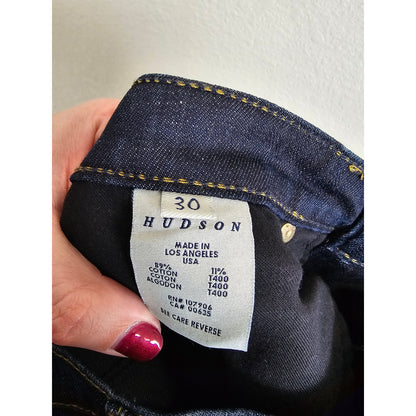 30
HUDSON
MADE IN
LOS ANGELES
USA
89% 11%
COTTON T400
COTON T400
ALGODON T400
RN# 107906
CA# 00635
SEE CARE REVERSE